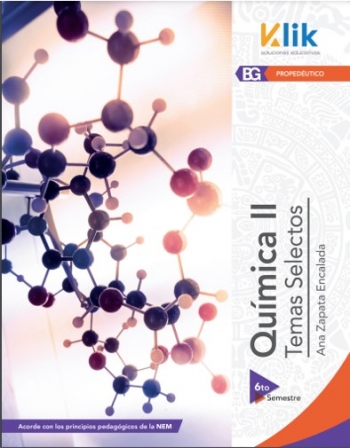 Klik
soluciones educativas
BG PROPEDÉUTICO
Química II
Temas Selectos
Ana Zapata Encalada
6to
Semestre
Acorde con los principios pedagógicos de la NEM